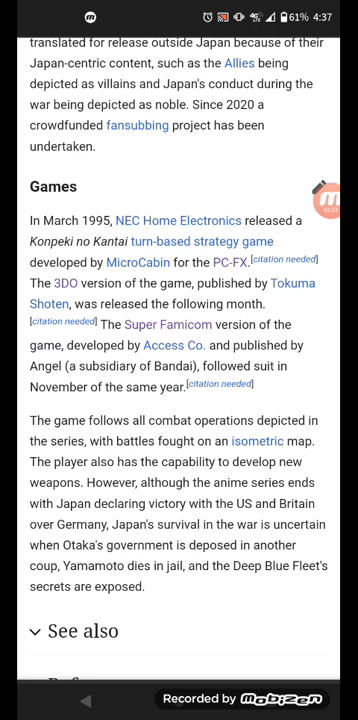 61% 4:37
translated for release outside Japan because of their
Japan-centric content, such as the Allies being
depicted as villains and Japan's conduct during the
war being depicted as noble. Since 2020 a
crowdfunded fansubbing project has been
undertaken.
Games
In March 1995, NEC Home Electronics released a
Konpeki no Kantai turn-based strategy game
developed by MicroCabin for the PC-FX.[citation needed]
The 3DO version of the game, published by Tokuma
Shoten, was released the following month.
[citation needed] The Super Famicom version of the
game, developed by Access Co. and published by
Angel (a subsidiary of Bandai), followed suit in
November of the same year.[citation needed]
The game follows all combat operations depicted in
the series, with battles fought on an isometric map.
The player also has the capability to develop new
weapons. However, although the anime series ends
with Japan declaring victory with the US and Britain
over Germany, Japan's survival in the war is uncertain
when Otaka's government is deposed in another
coup, Yamamoto dies in jail, and the Deep Blue Fleet's
secrets are exposed.
See also
Recorded by mobizen